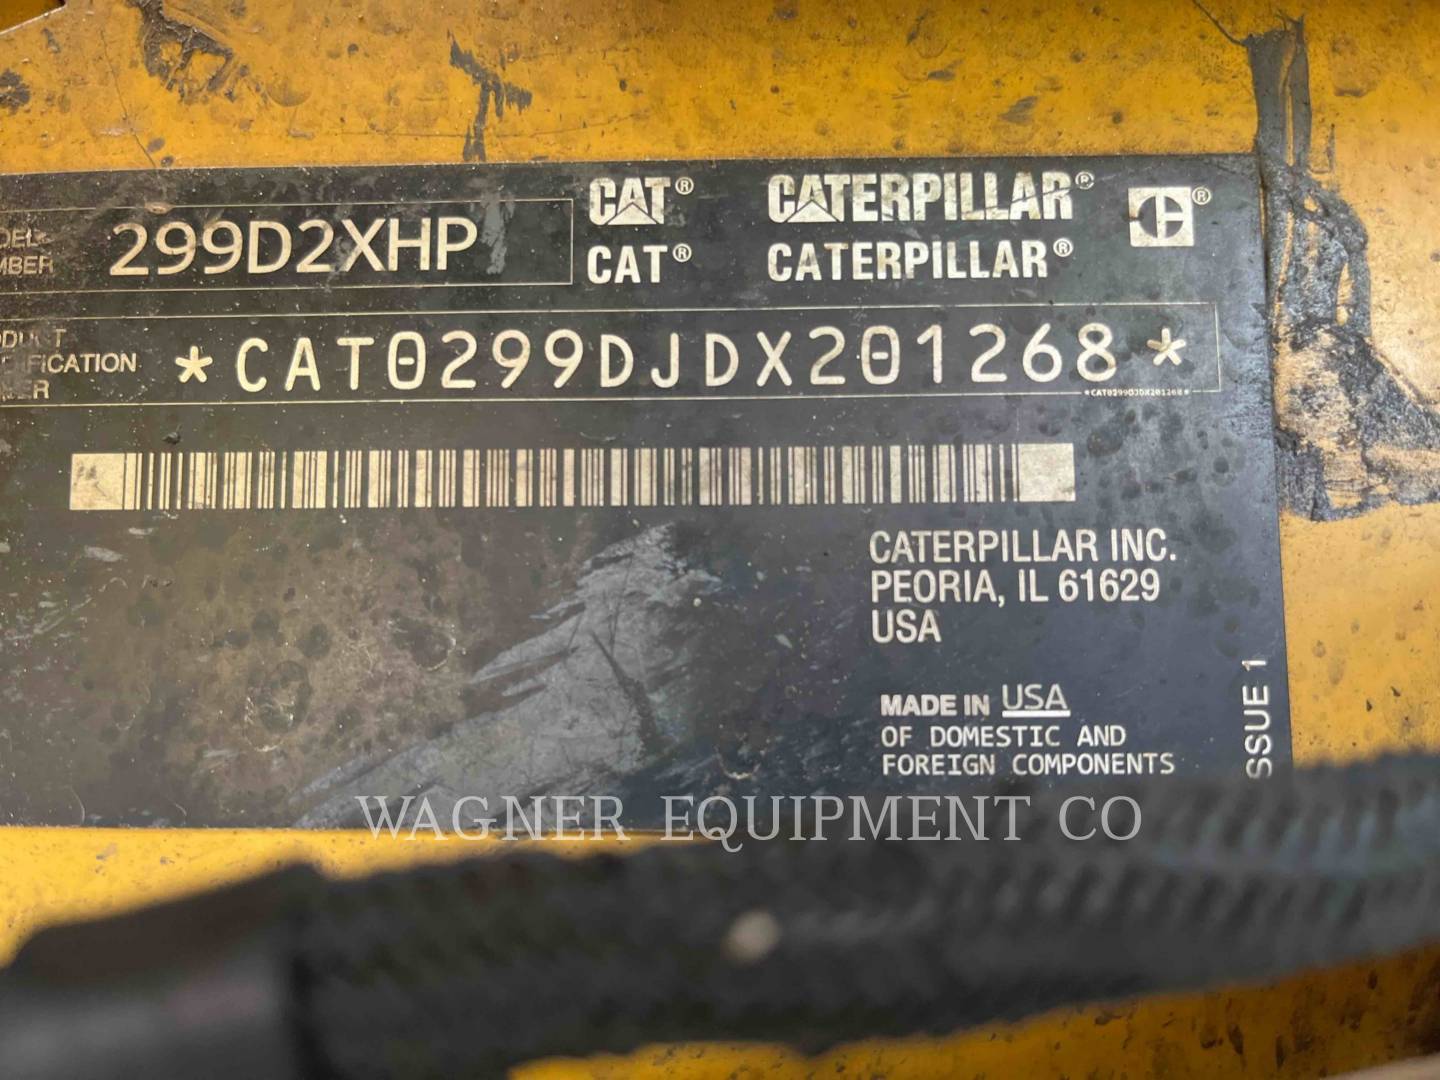 CAT® CATERPILLAR® ®
299D2XHP
CAT® CATERPILLAR®
*CAT0299DJDX201268*
*CAT0299DJDX201268*
CATERPILLAR INC.
PEORIA, IL 61629
USA
MADE IN USA
OF DOMESTIC AND
FOREIGN COMPONENTS
WAGNER EQUIPMENT CO